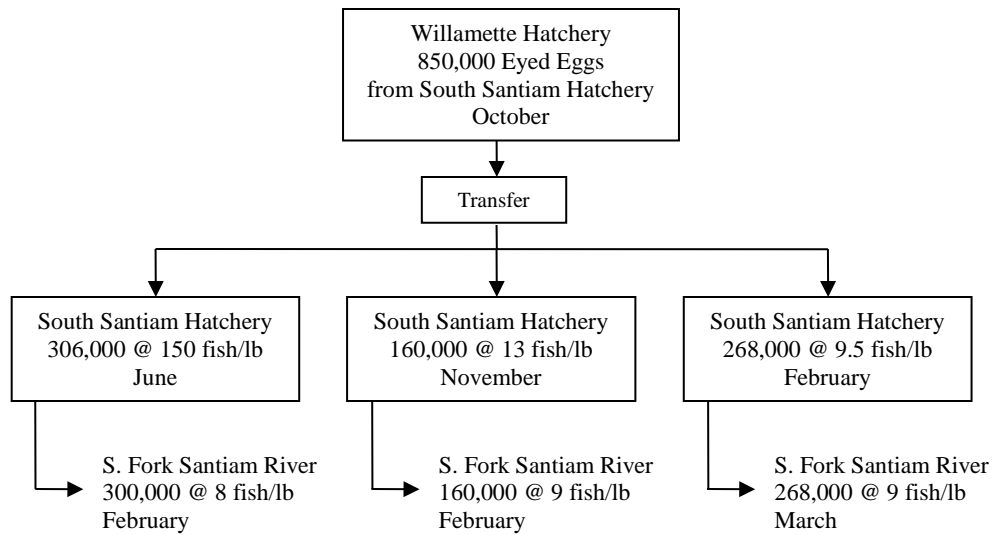 Willamette Hatchery
850,000 Eyed Eggs
from South Santiam Hatchery
October
Transfer
South Santiam Hatchery
306,000 @ 150 fish/lb
June
South Santiam Hatchery
160,000 @ 13 fish/lb
November
South Santiam Hatchery
268,000 @ 9.5 fish/lb
February
S. Fork Santiam River
300,000 @ 8 fish/lb
February
S. Fork Santiam River
160,000 @ 9 fish/lb
February
S. Fork Santiam River
268,000 @ 9 fish/lb
March